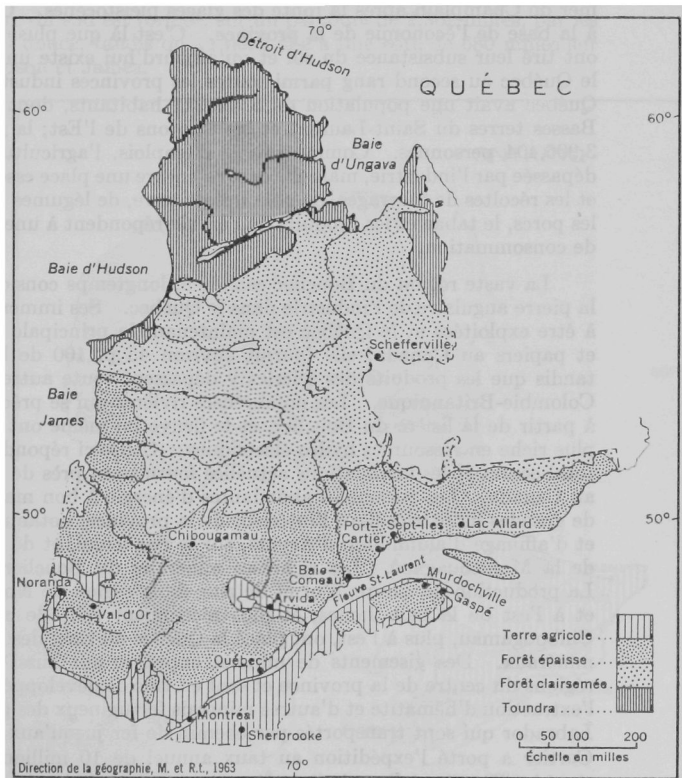 70°
Détroit d'Hudson
QUÉBEC
60°
60°
Baie
d'Ungava
Baie d'Hudson
Schefferville
Baie
James
50°
50°
Chibougamau
Port-
Cartier
Sept-Iles
Lac Allard
Baie-
Comeau
Noranda
Val-d'Or
Arvida
Fleuve St-Laurent
Murdochville
Gaspé
Québec
Montréal
Sherbrooke
Terre agricole
Forêt épaisse
Forêt clairsemée
Toundra
50 100 200
Échelle en milles
Direction de la géographie, M. et R.t., 1963
70°